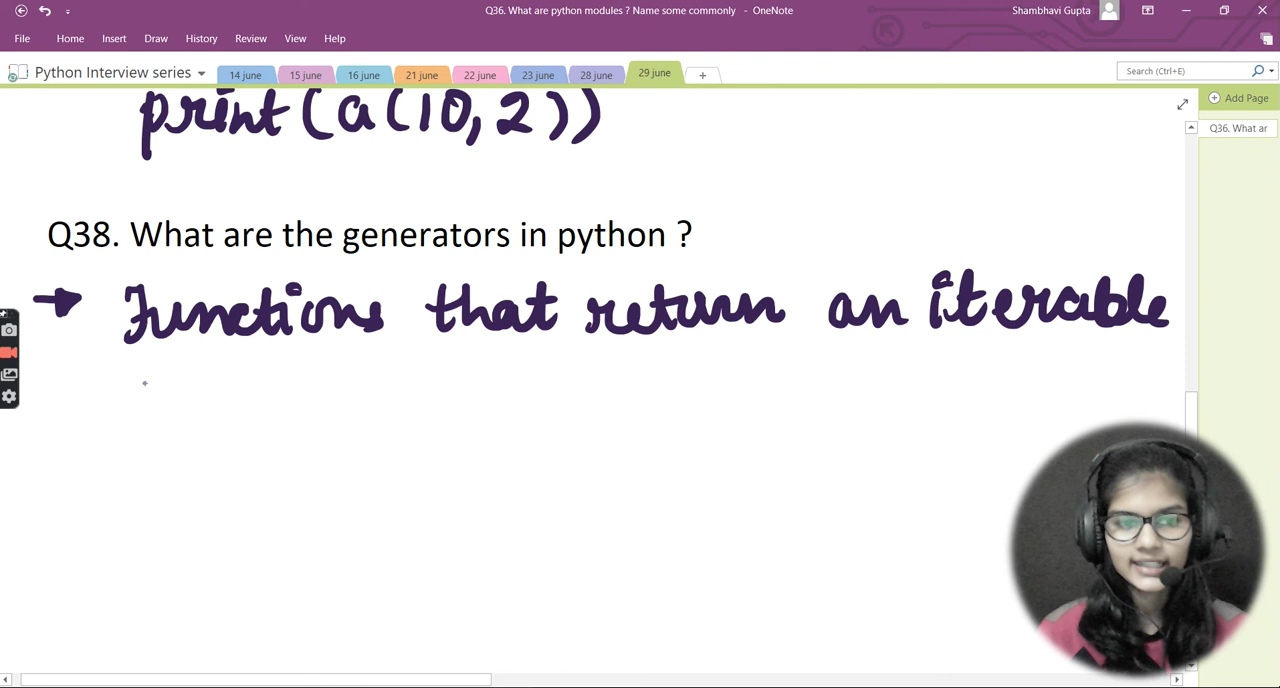 Q36. What are python modules ? Name some commonly - OneNote
Shambhavi Gupta
File Home Insert Draw History Review View Help
Python Interview series
14 june 15 june 16 june 21 june 22 june 23 june 28 june 29 june +
Search (Ctrl+E)
Add Page
Q36. What ar
print(a(10,2))
Q38. What are the generators in python ?
→ Functions that return an iterable